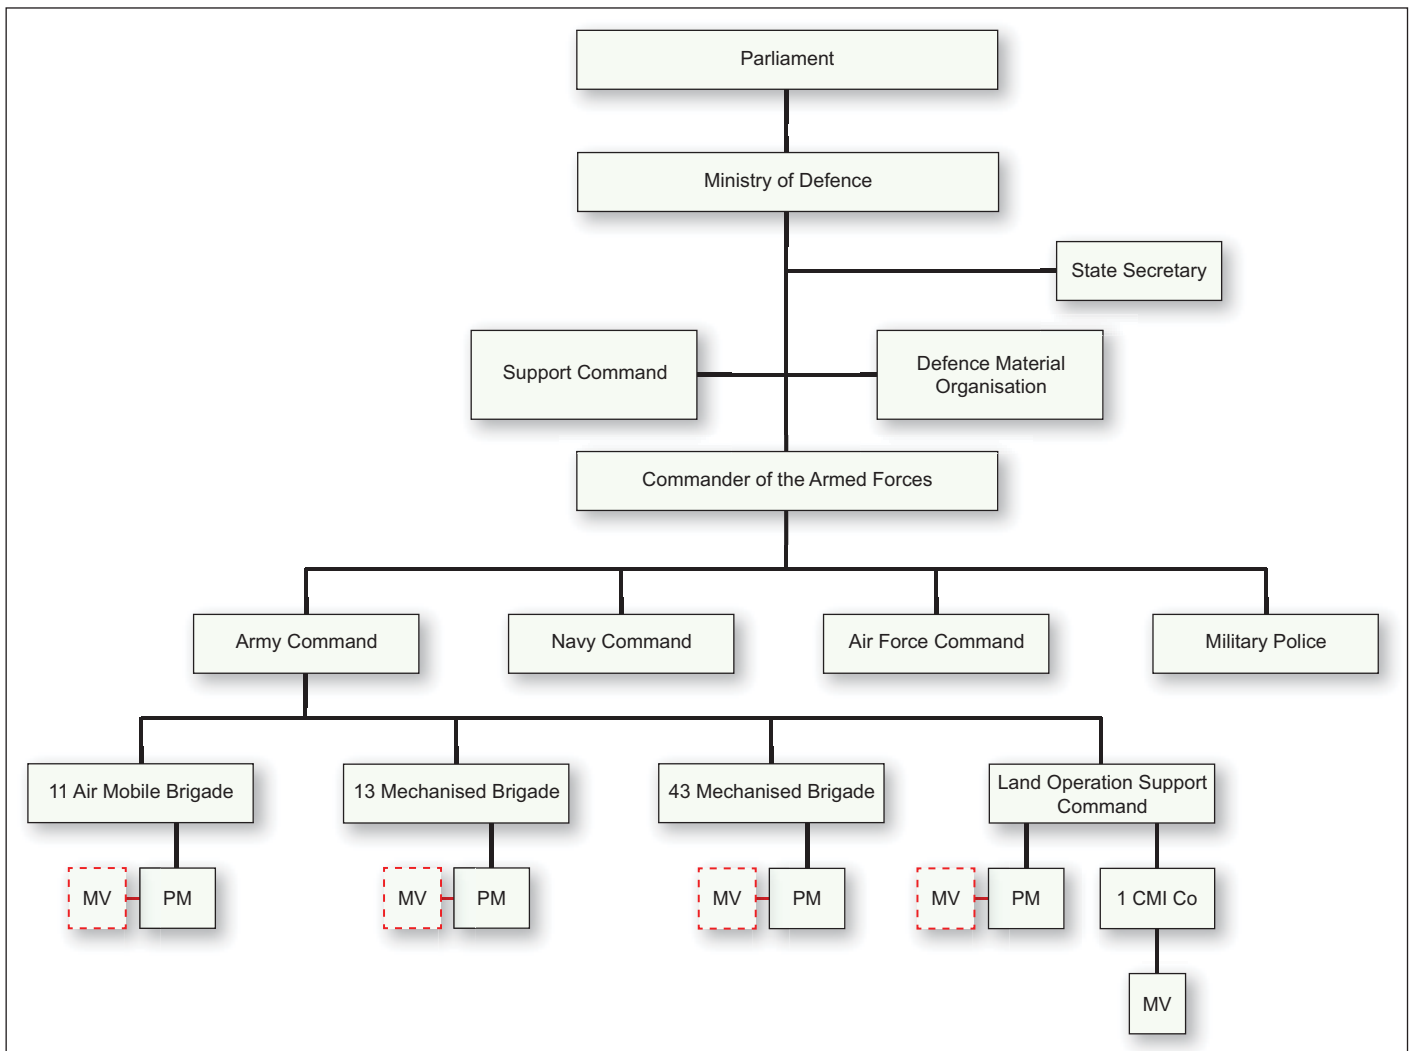 Parliament
Ministry of Defence
State Secretary
Support Command
Defence Material
Organisation
Commander of the Armed Forces
Army Command
Navy Command
Air Force Command
Military Police
11 Air Mobile Brigade
13 Mechanised Brigade
43 Mechanised Brigade
Land Operation Support
Command
MV
PM
MV
PM
MV
PM
MV
PM
1 CMI Co
MV